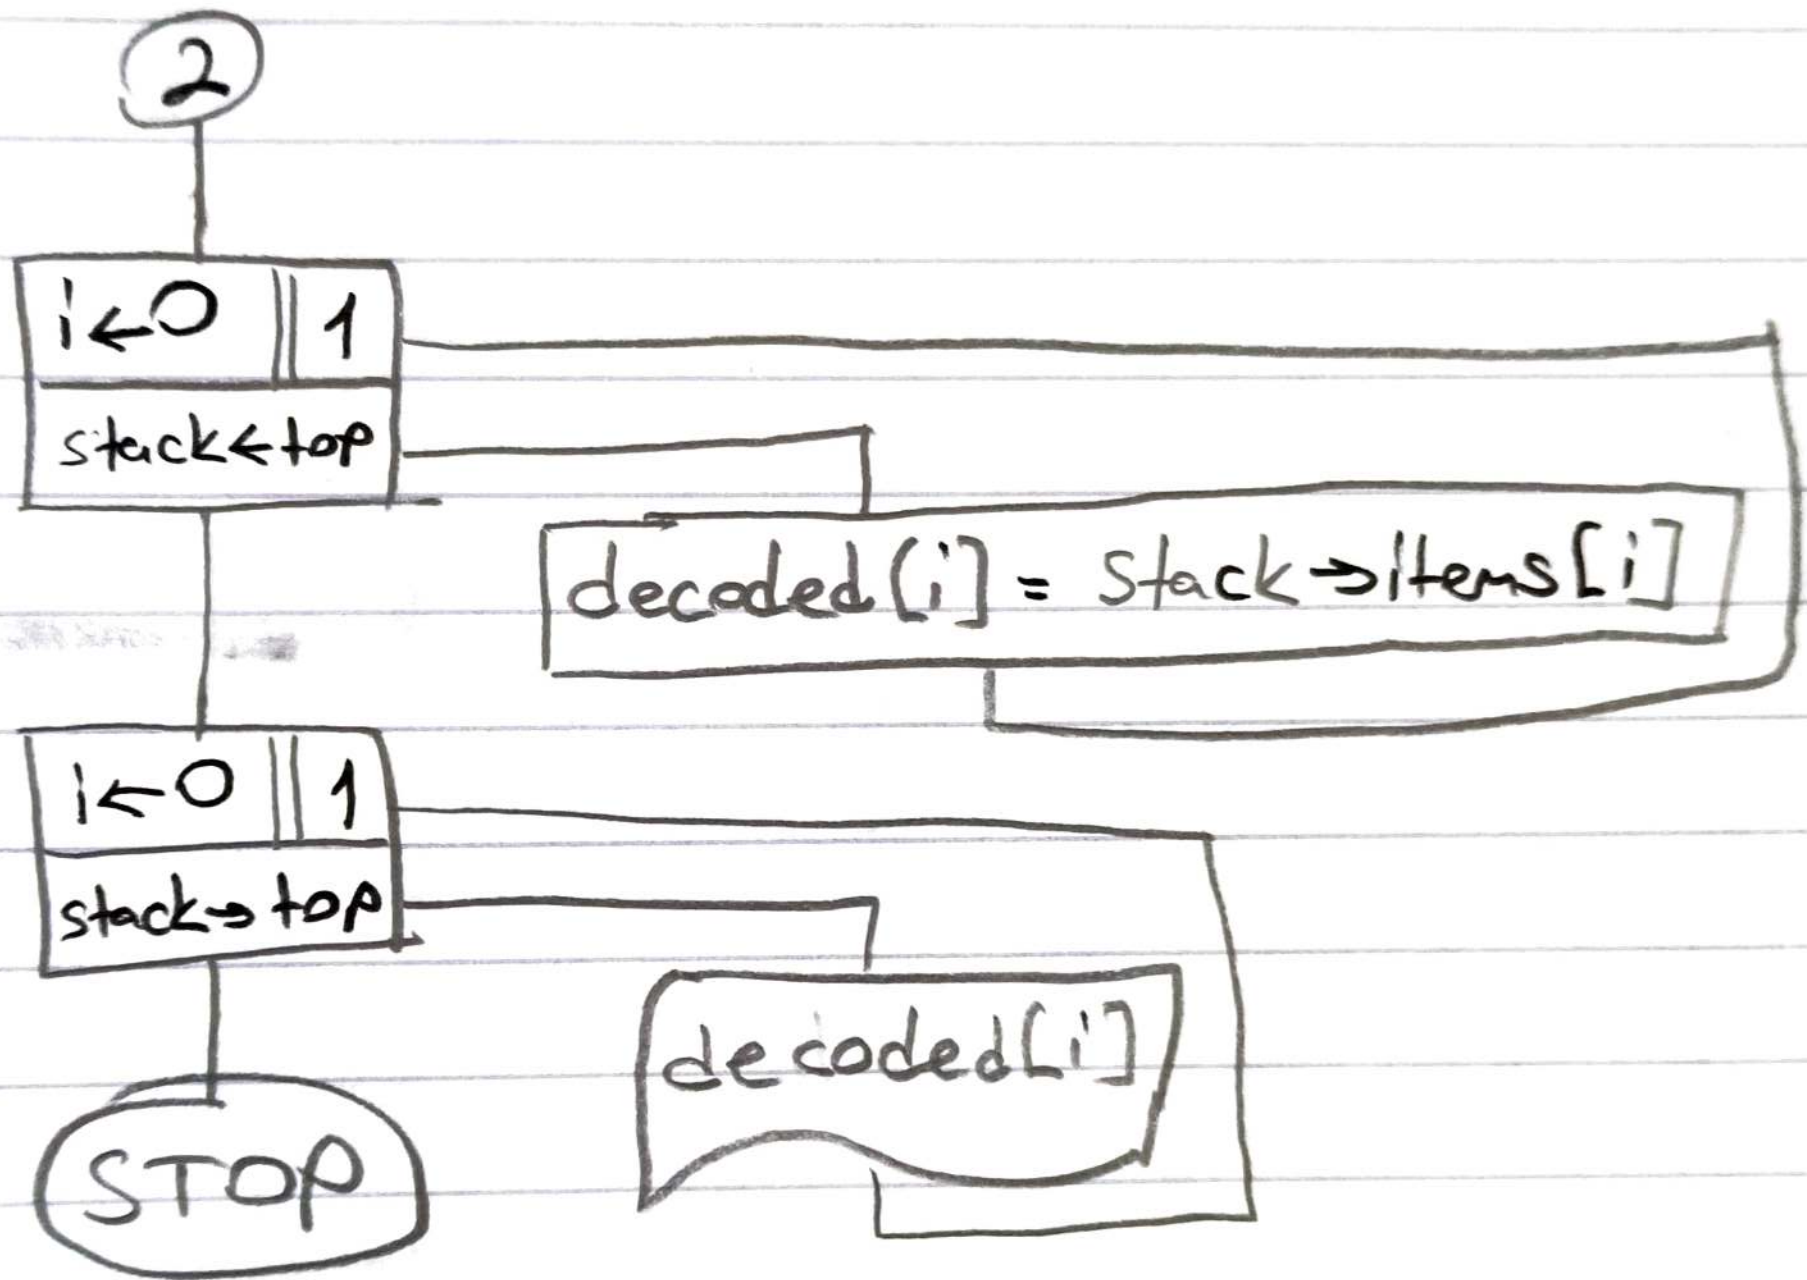 2
i←0 || 1
stack←top
decoded[i] = Stack→items[i]
i←0 || 1
stack→top
decoded[i]
STOP